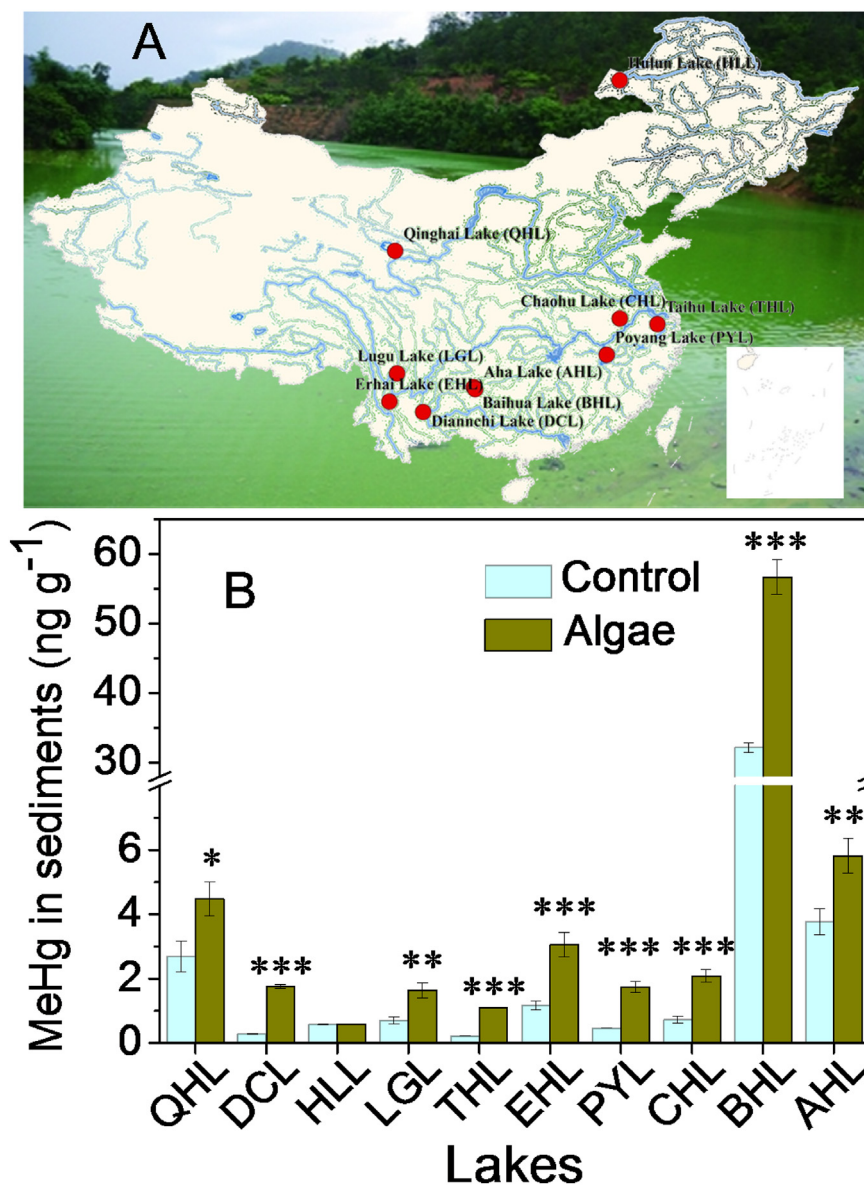 A
Hulun Lake (HLL)
Qinghai Lake (QHL)
Chaohu Lake (CHL)
Taihu Lake (THL)
Poyang Lake (PYL)
Lugu Lake (LGL)
Aha Lake (AHL)
Erhai Lake (EHL)
Baihua Lake (BHL)
Diannchi Lake (DCL)
B
Control
Algae
MeHg in sediments (ng g⁻¹)
60
50
40
30
6
4
2
0
*
***
**
***
***
***
***
***
**
QHL
DCL
HLL
LGL
THL
EHL
PYL
CHL
BHL
AHL
Lakes